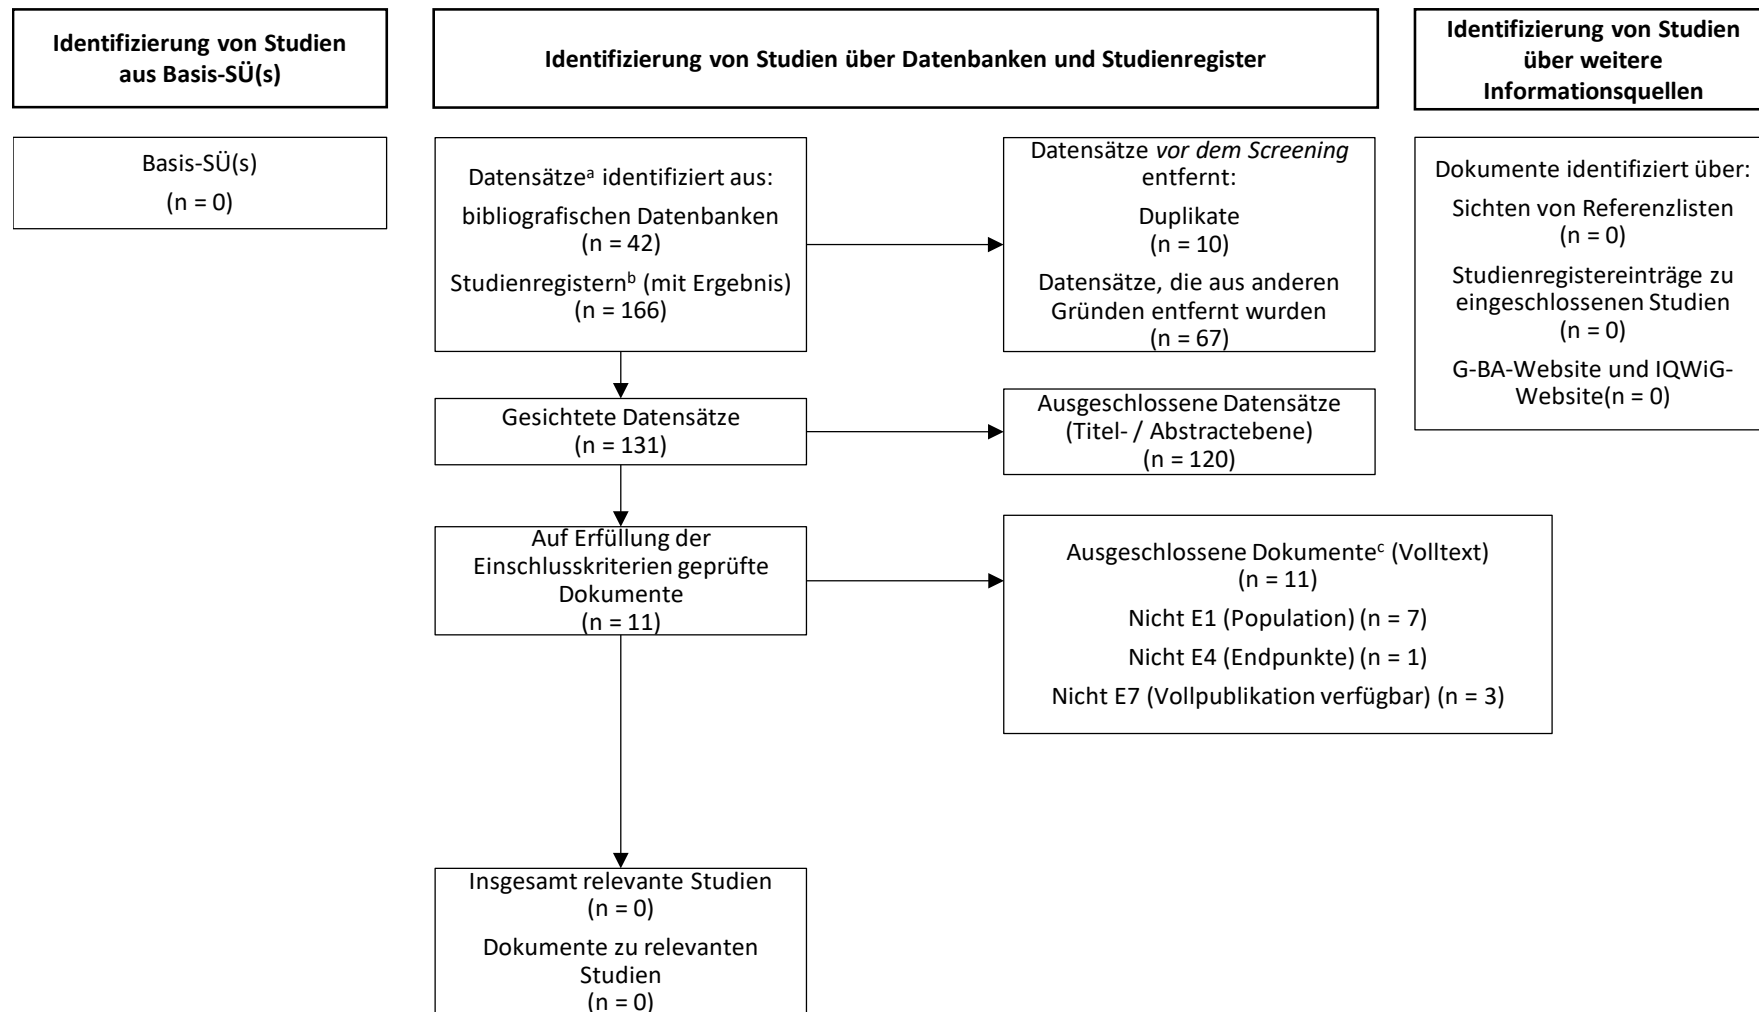 Identifizierung von Studien
aus Basis-SÜ(s)
Identifizierung von Studien über Datenbanken und Studienregister
Identifizierung von Studien
über weitere
Informationsquellen
Basis-SÜ(s)
(n = 0)
Datensätzeᵃ identifiziert aus:
bibliografischen Datenbanken
(n = 42)
Studienregisternᵇ (mit Ergebnis)
(n = 166)
Datensätze vor dem Screening
entfernt:
Duplikate
(n = 10)
Datensätze, die aus anderen
Gründen entfernt wurden
(n = 67)
Dokumente identifiziert über:
Sichten von Referenzlisten
(n = 0)
Studienregistereinträge zu
eingeschlossenen Studien
(n = 0)
G-BA-Website und IQWiG-
Website(n = 0)
Gesichtete Datensätze
(n = 131)
Ausgeschlossene Datensätze
(Titel- / Abstractebene)
(n = 120)
Auf Erfüllung der
Einschlusskriterien geprüfte
Dokumente
(n = 11)
Ausgeschlossene Dokumenteᶜ (Volltext)
(n = 11)
Nicht E1 (Population) (n = 7)
Nicht E4 (Endpunkte) (n = 1)
Nicht E7 (Vollpublikation verfügbar) (n = 3)
Insgesamt relevante Studien
(n = 0)
Dokumente zu relevanten
Studien
(n = 0)